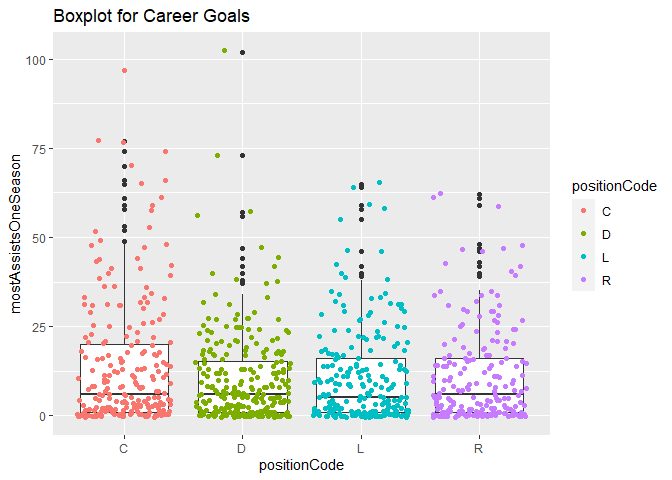 Boxplot for Career Goals
mostAssistsOneSeason
100
75
50
25
0
C
D
L
R
positionCode
positionCode
C
D
L
R